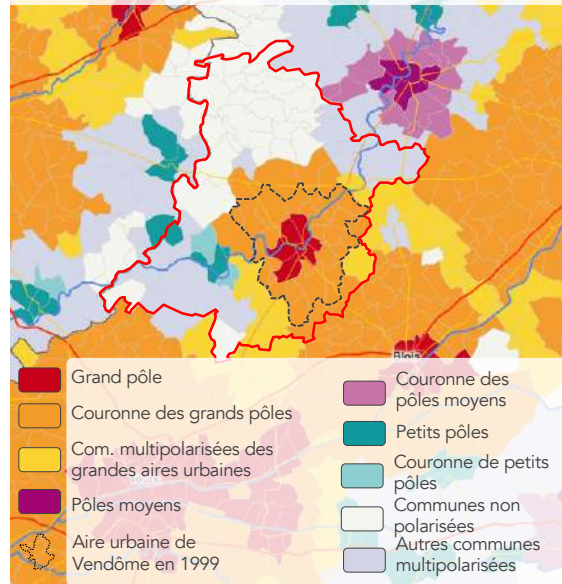 Blois
Grand pôle
Couronne des grands pôles
Com. multipolarisées des
grandes aires urbaines
Tours
Pôles moyens
Aire urbaine de
Vendôme en 1999
Couronne des
pôles moyens
Petits pôles
Couronne de petits
pôles
Communes non
polarisées
Autres communes
multipolarisées